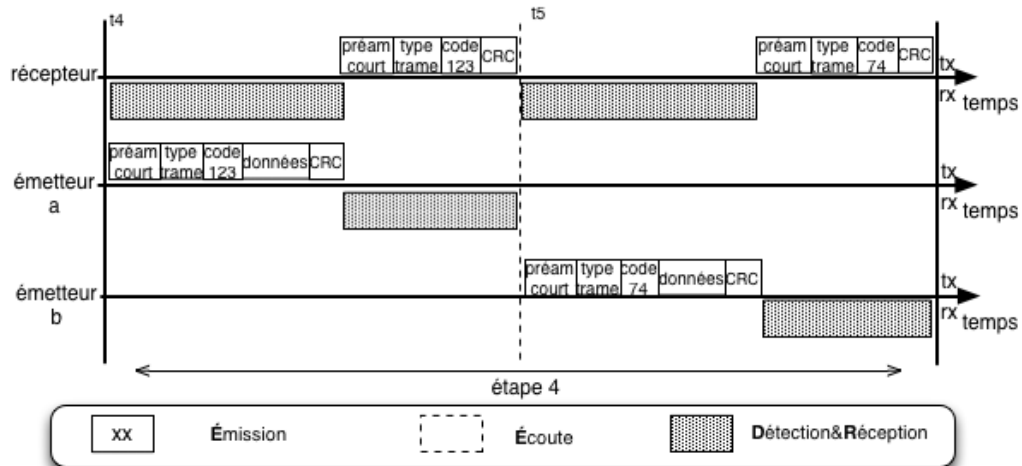 t4
t5
préam type code CRC
court trame 123
préam type code CRC
court trame 74
récepteur
tx
rx temps
préam type code données CRC
court trame 123
émetteur
a
tx
rx temps
préam type code données CRC
court trame 74
émetteur
b
tx
rx temps
étape 4
xx Émission Écoute Détection&Réception